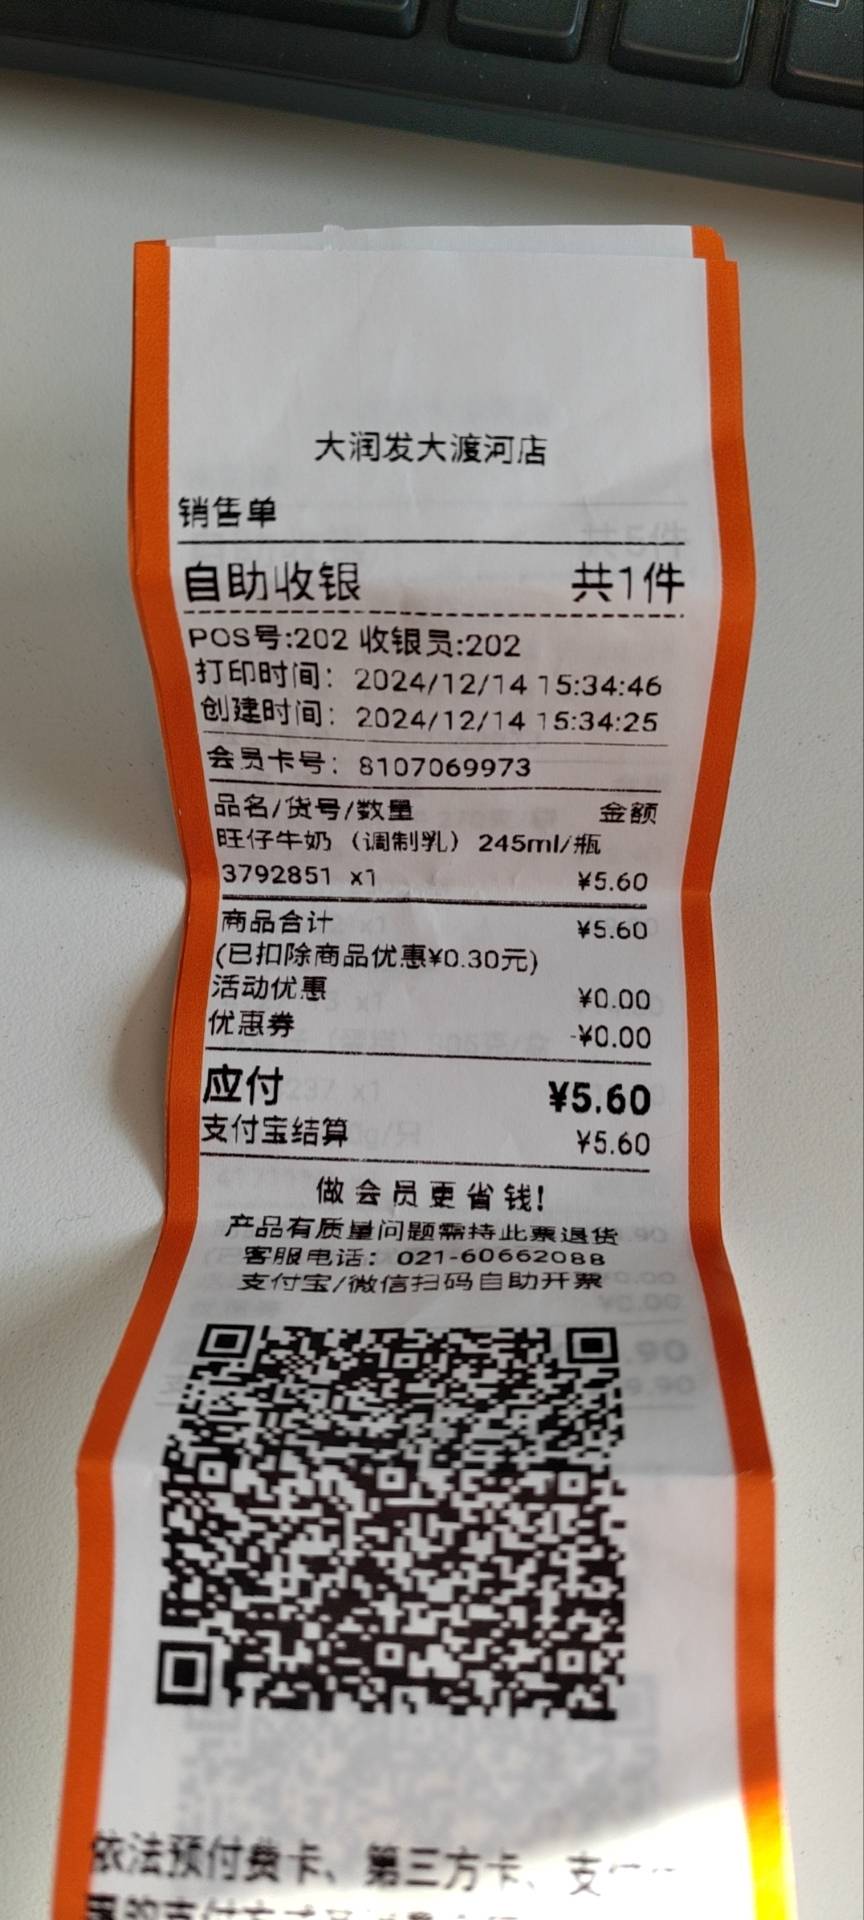 大润发大渡河店
销售单
自助收银 共1件
POS号:202 收银员:202
打印时间: 2024/12/14 15:34:46
创建时间: 2024/12/14 15:34:25
会员卡号: 8107069973
品名/货号/数量 金额
旺仔牛奶（调制乳）245ml/瓶
3792851 x1 ¥5.60
商品合计 ¥5.60
(已扣除商品优惠¥0.30元)
活动优惠 ¥0.00
优惠券 -¥0.00
应付 ¥5.60
支付宝结算 ¥5.60
做会员更省钱!
产品有质量问题需持此票退货
客服电话: 021-60662088
支付宝/微信扫码自助开票
依法预付费卡、第三方卡、支